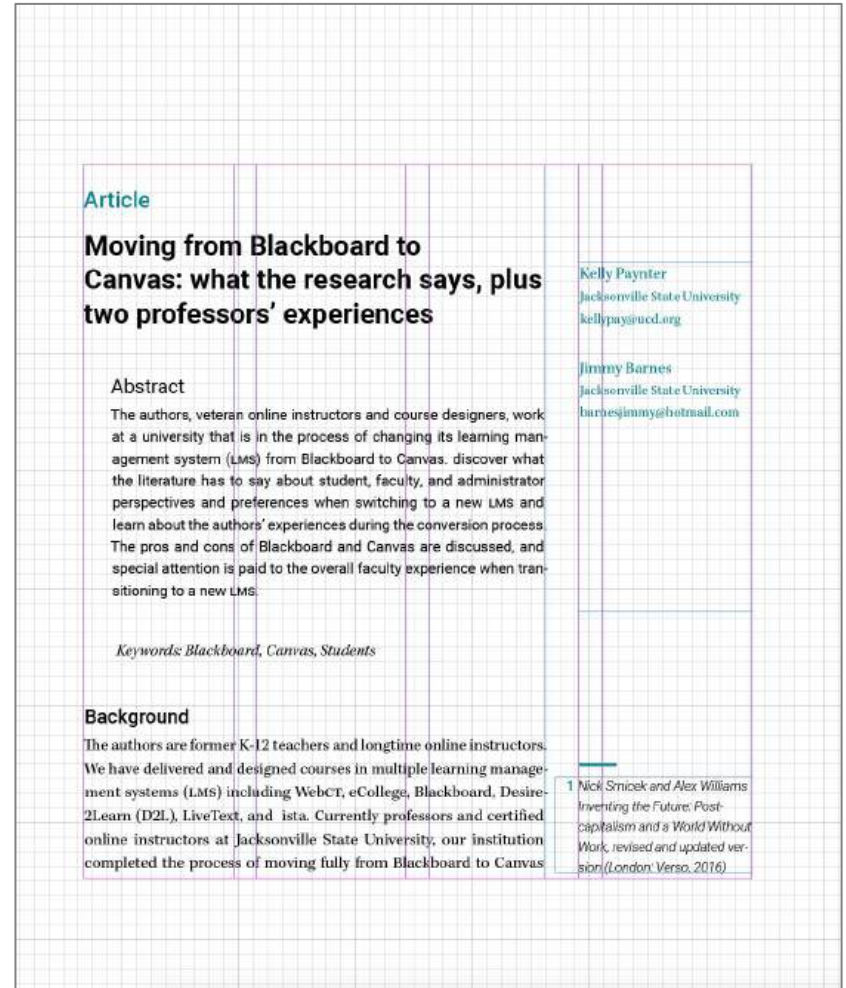 Article
Moving from Blackboard to
Canvas: what the research says, plus
two professors’ experiences
Kelly Paynter
Jacksonville State University
kellypay@ucd.org
Jimmy Barnes
Jacksonville State University
barnesjimmy@hotmail.com
Abstract
The authors, veteran online instructors and course designers, work
at a university that is in the process of changing its learning man-
agement system (LMS) from Blackboard to Canvas. discover what
the literature has to say about student, faculty, and administrator
perspectives and preferences when switching to a new LMS and
learn about the authors’ experiences during the conversion process.
The pros and cons of Blackboard and Canvas are discussed, and
special attention is paid to the overall faculty experience when tran-
sitioning to a new LMS.
Keywords: Blackboard, Canvas, Students
Background
The authors are former K-12 teachers and longtime online instructors.
We have delivered and designed courses in multiple learning manage-
ment systems (LMS) including WebCT, eCollege, Blackboard, Desire-
2Learn (D2L), LiveText, and ista. Currently professors and certified
online instructors at Jacksonville State University, our institution
completed the process of moving fully from Blackboard to Canvas
1 Nick Srnicek and Alex Williams
Inventing the Future: Post-
capitalism and a World Without
Work, revised and updated ver-
sion (London: Verso, 2016)